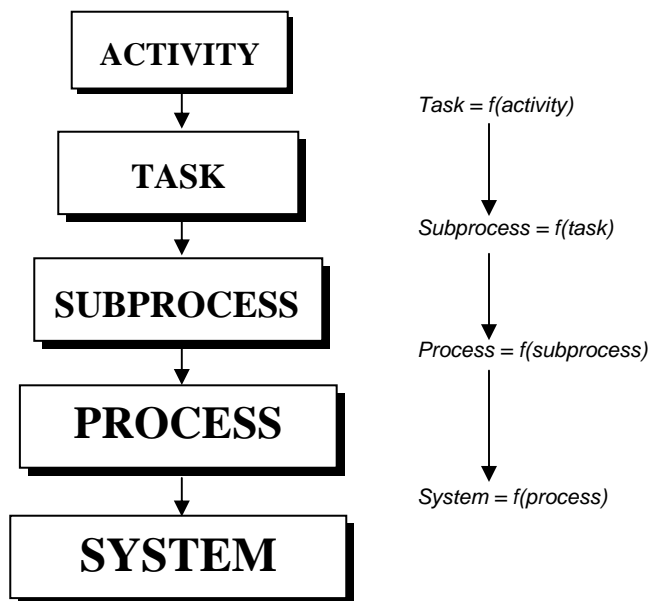 ACTIVITY
TASK
SUBPROCESS
PROCESS
SYSTEM
Task = f(activity)
Subprocess = f(task)
Process = f(subprocess)
System = f(process)